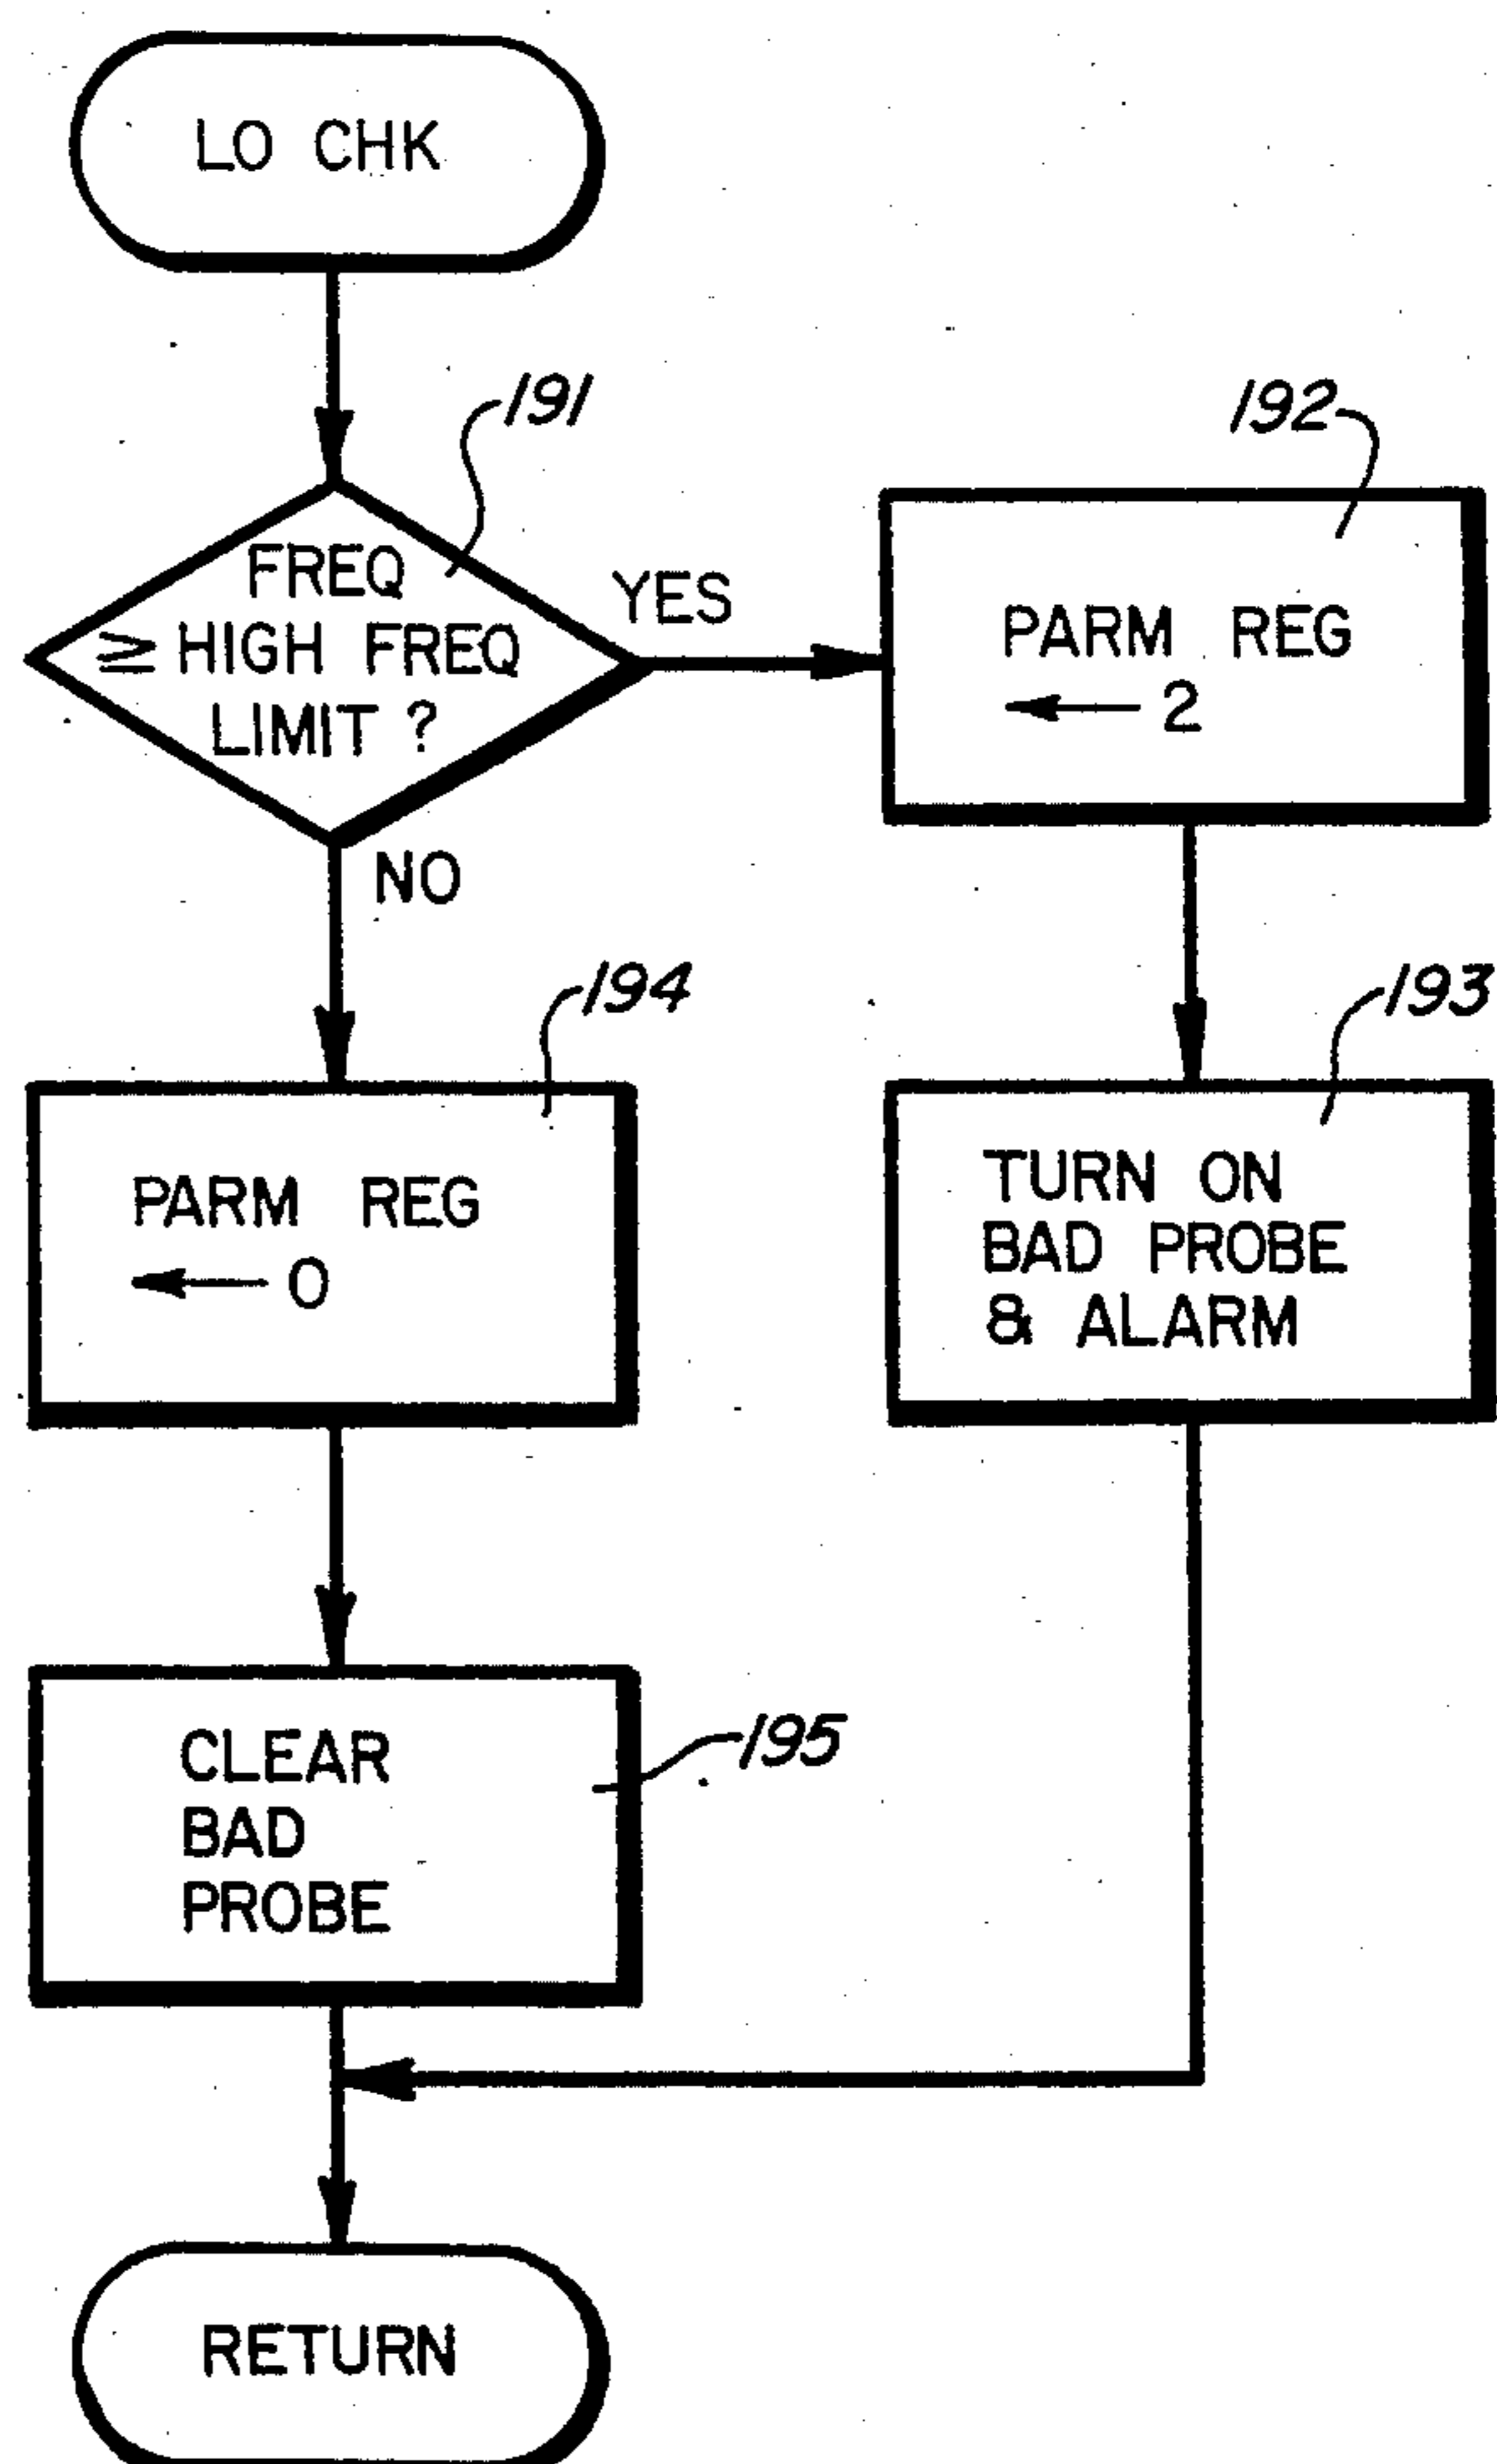 LO CHK
191
FREQ
≥ HIGH FREQ
LIMIT ?
YES
NO
192
PARM REG
← 2
193
TURN ON
BAD PROBE
& ALARM
194
PARM REG
← 0
195
CLEAR
BAD
PROBE
RETURN